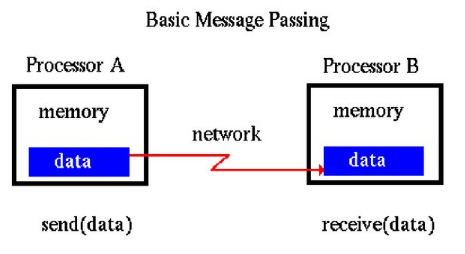 Basic Message Passing
Processor A
Processor B
memory
memory
network
data
data
send(data)
receive(data)